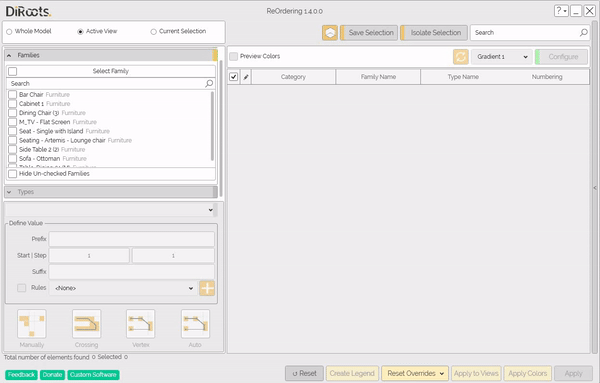 DiRoots.
ReOrdering 1.4.0.0
? _ X
Whole Model Active View Current Selection
Save Selection Isolate Selection Search
Families
Select Family
Search
Bar Chair Furniture
Cabinet 1 Furniture
Dining Chair (3) Furniture
M_TV - Flat Screen Furniture
Seat - Single with Island Furniture
Seating - Artemis - Lounge chair Furniture
Side Table 2 (2) Furniture
Sofa - Ottoman Furniture
Hide Un-checked Families
Types
Preview Colors Gradient 1 Configure
Category Family Name Type Name Numbering
Define Value
Prefix
Start | Step 1 1
Suffix
Rules <None>
Manually Crossing Vertex Auto
Total number of elements found 0 Selected 0
Feedback Donate Custom Software
Reset Create Legend Reset Overrides Apply to Views Apply Colors Apply